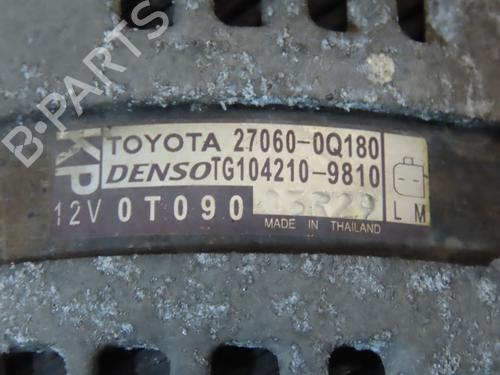 B-PARTS
KP
TOYOTA 27060-0Q180
DENSO TG104210-9810
12V 0T090 L M
MADE IN THAILAND